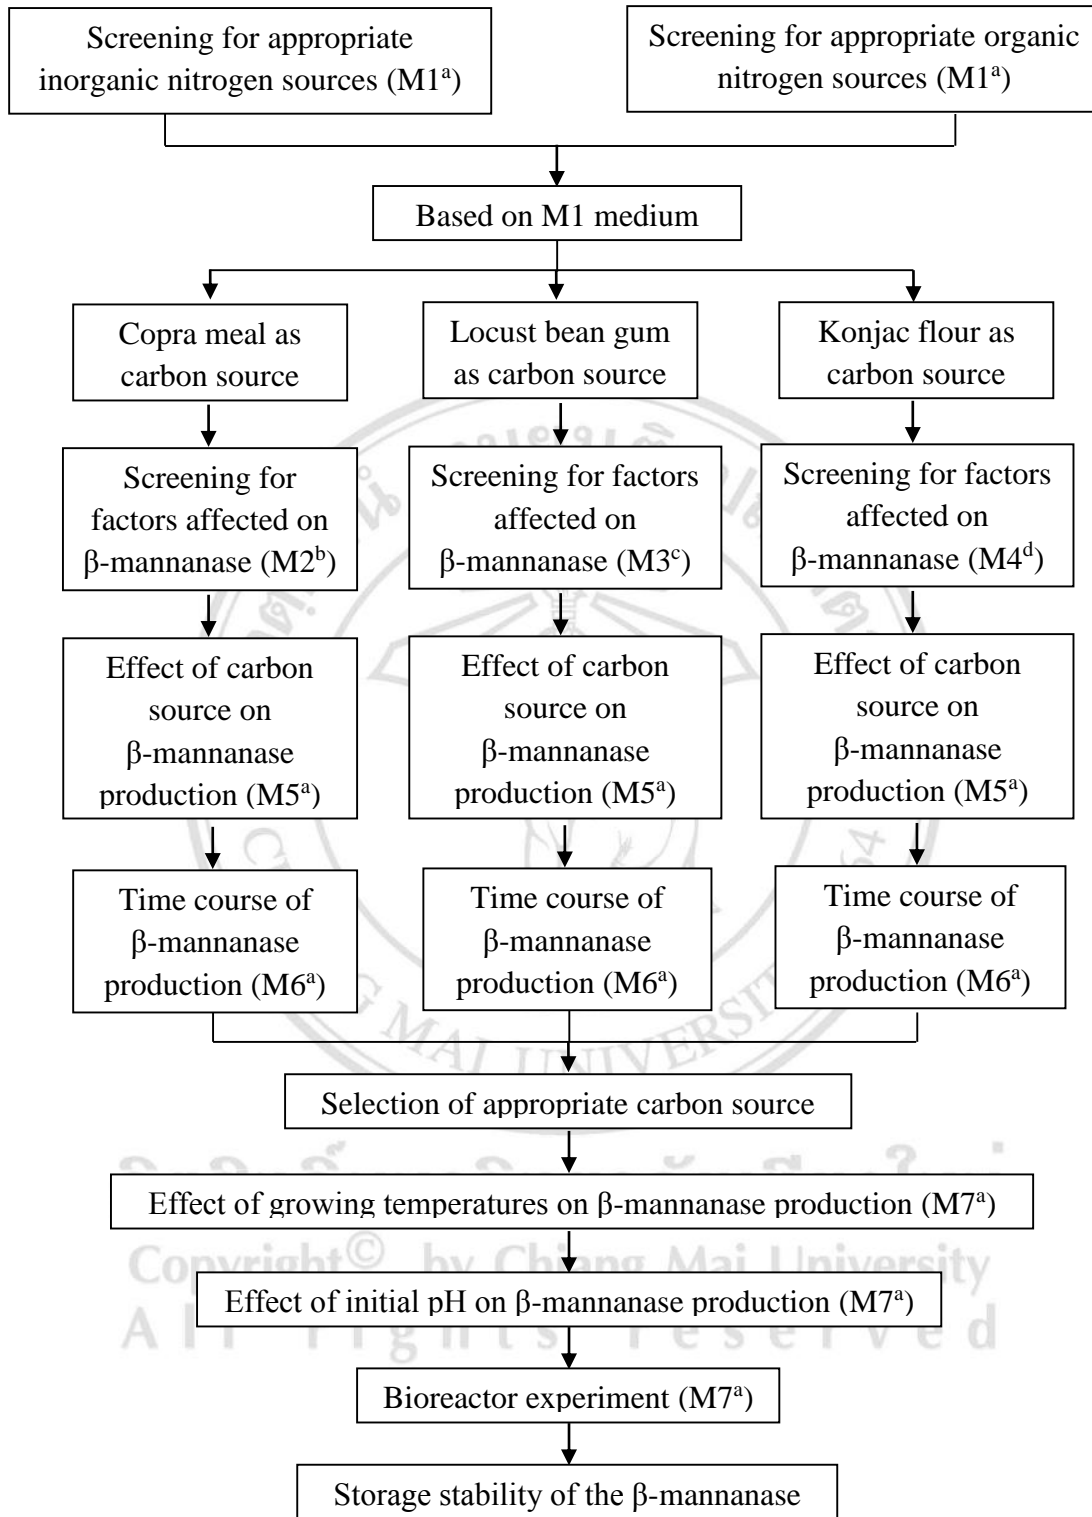 Screening for appropriate
inorganic nitrogen sources (M1ᵃ)
Screening for appropriate organic
nitrogen sources (M1ᵃ)
Based on M1 medium
Copra meal as
carbon source
Locust bean gum
as carbon source
Konjac flour as
carbon source
Screening for
factors affected on
β-mannanase (M2ᵇ)
Screening for factors
affected on
β-mannanase (M3ᶜ)
Screening for factors
affected on
β-mannanase (M4ᵈ)
Effect of carbon
source on
β-mannanase
production (M5ᵃ)
Effect of carbon
source on
β-mannanase
production (M5ᵃ)
Effect of carbon
source on
β-mannanase
production (M5ᵃ)
Time course of
β-mannanase
production (M6ᵃ)
Time course of
β-mannanase
production (M6ᵃ)
Time course of
β-mannanase
production (M6ᵃ)
Selection of appropriate carbon source
Effect of growing temperatures on β-mannanase production (M7ᵃ)
Copyright© by Chiang Mai University
Effect of initial pH on β-mannanase production (M7ᵃ)
All rights reserved
Bioreactor experiment (M7ᵃ)
Storage stability of the β-mannanase